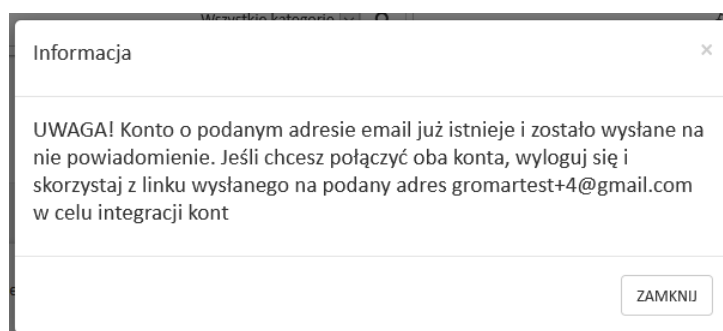 Wszystkie kategorie
Informacja
×
UWAGA! Konto o podanym adresie email już istnieje i zostało wysłane na
nie powiadomienie. Jeśli chcesz połączyć oba konta, wyloguj się i
skorzystaj z linku wysłanego na podany adres gromartest+4@gmail.com
w celu integracji kont
ZAMKNIJ